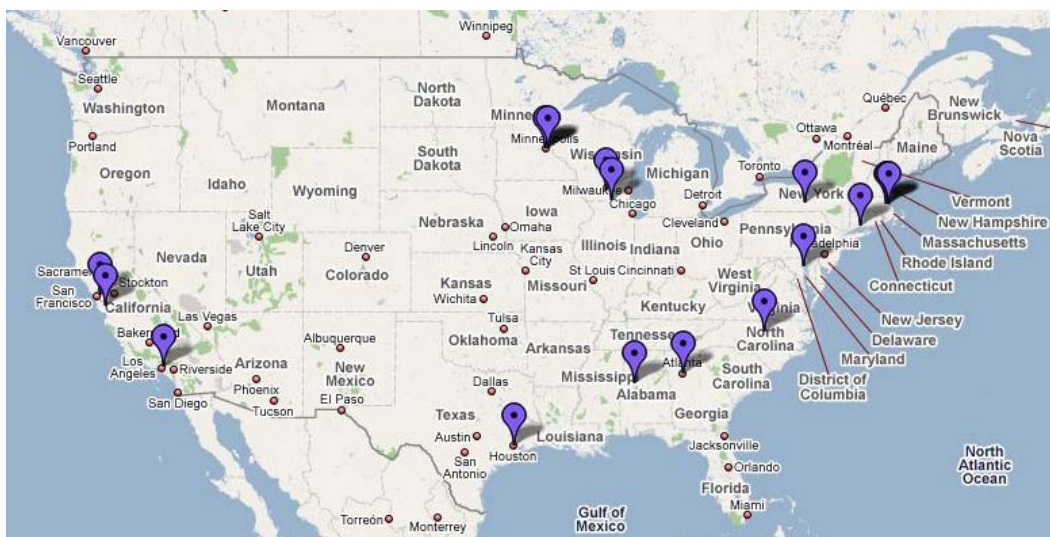 Winnipeg
Vancouver
Seattle
Washington
Portland
Oregon
Montana
Idaho
Wyoming
North
Dakota
South
Dakota
Minneapolis
Wisconsin
Michigan
Milwaukee
Chicago
Detroit
Cleveland
Toronto
Ottawa
Montréal
Québec
New
Brunswick
Nova
Scotia
Maine
Vermont
New Hampshire
Massachusetts
Rhode Island
Connecticut
New York
Pennsylvania
New Jersey
Delaware
Maryland
District of
Columbia
Salt
Lake City
Nevada
Utah
Denver
Colorado
Nebraska
Iowa
Omaha
Lincoln
Kansas
City
Kansas
Wichita
Illinois
Indiana
Ohio
St Louis
Cincinnati
Missouri
West
Virginia
Virginia
Kentucky
Stockton
San
Francisco
California
Las Vegas
Los
Angeles
Riverside
San Diego
Arizona
Phoenix
Tucson
Albuquerque
New
Mexico
El Paso
Tulsa
Oklahoma
Arkansas
Tennessee
North
Carolina
South
Carolina
Atlanta
Mississippi
Alabama
Georgia
Dallas
Texas
Austin
San
Antonio
Houston
Louisiana
Jacksonville
Orlando
Florida
Miami
Torreón
Monterrey
Gulf of
Mexico
North
Atlantic
Ocean